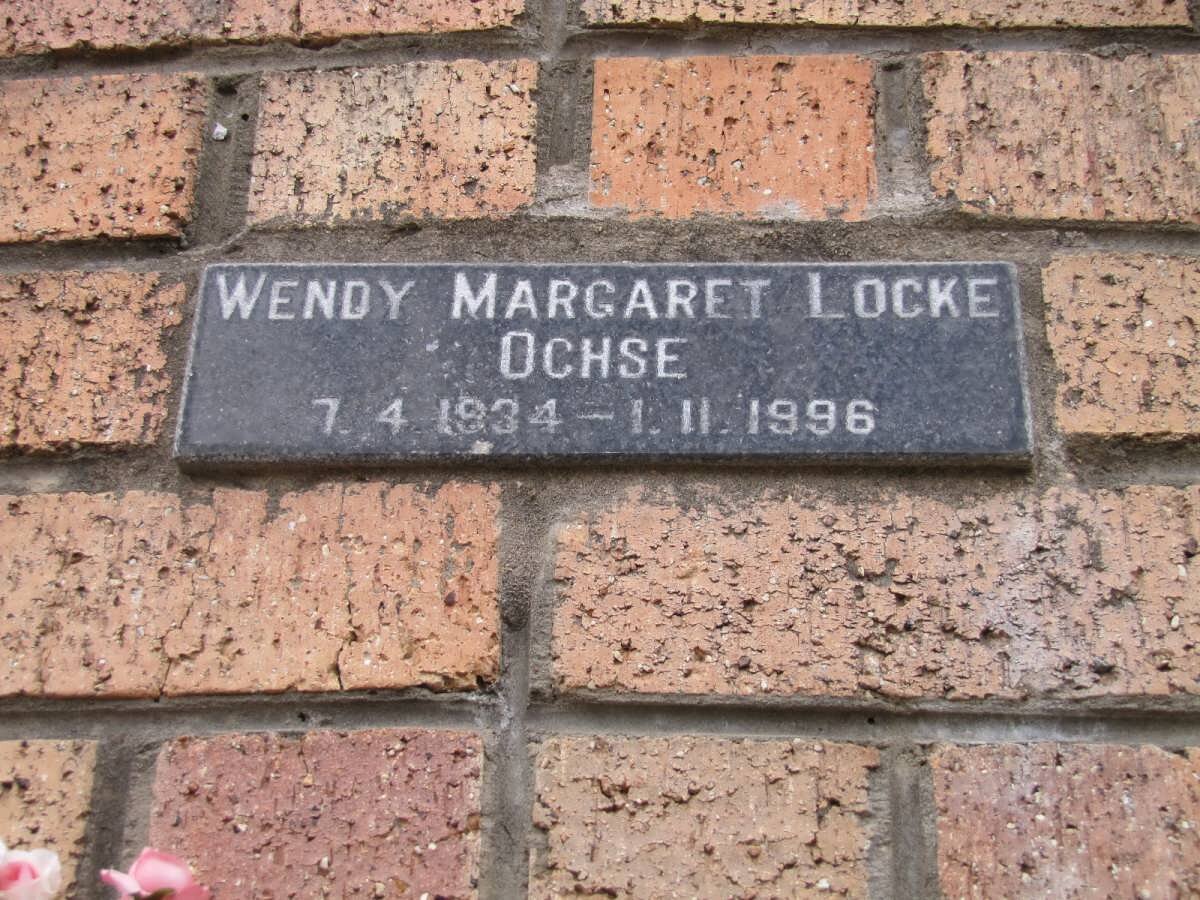 WENDY MARGARET LOCKE
OCHSE
7. 4. 1934 – 1. 11. 1996